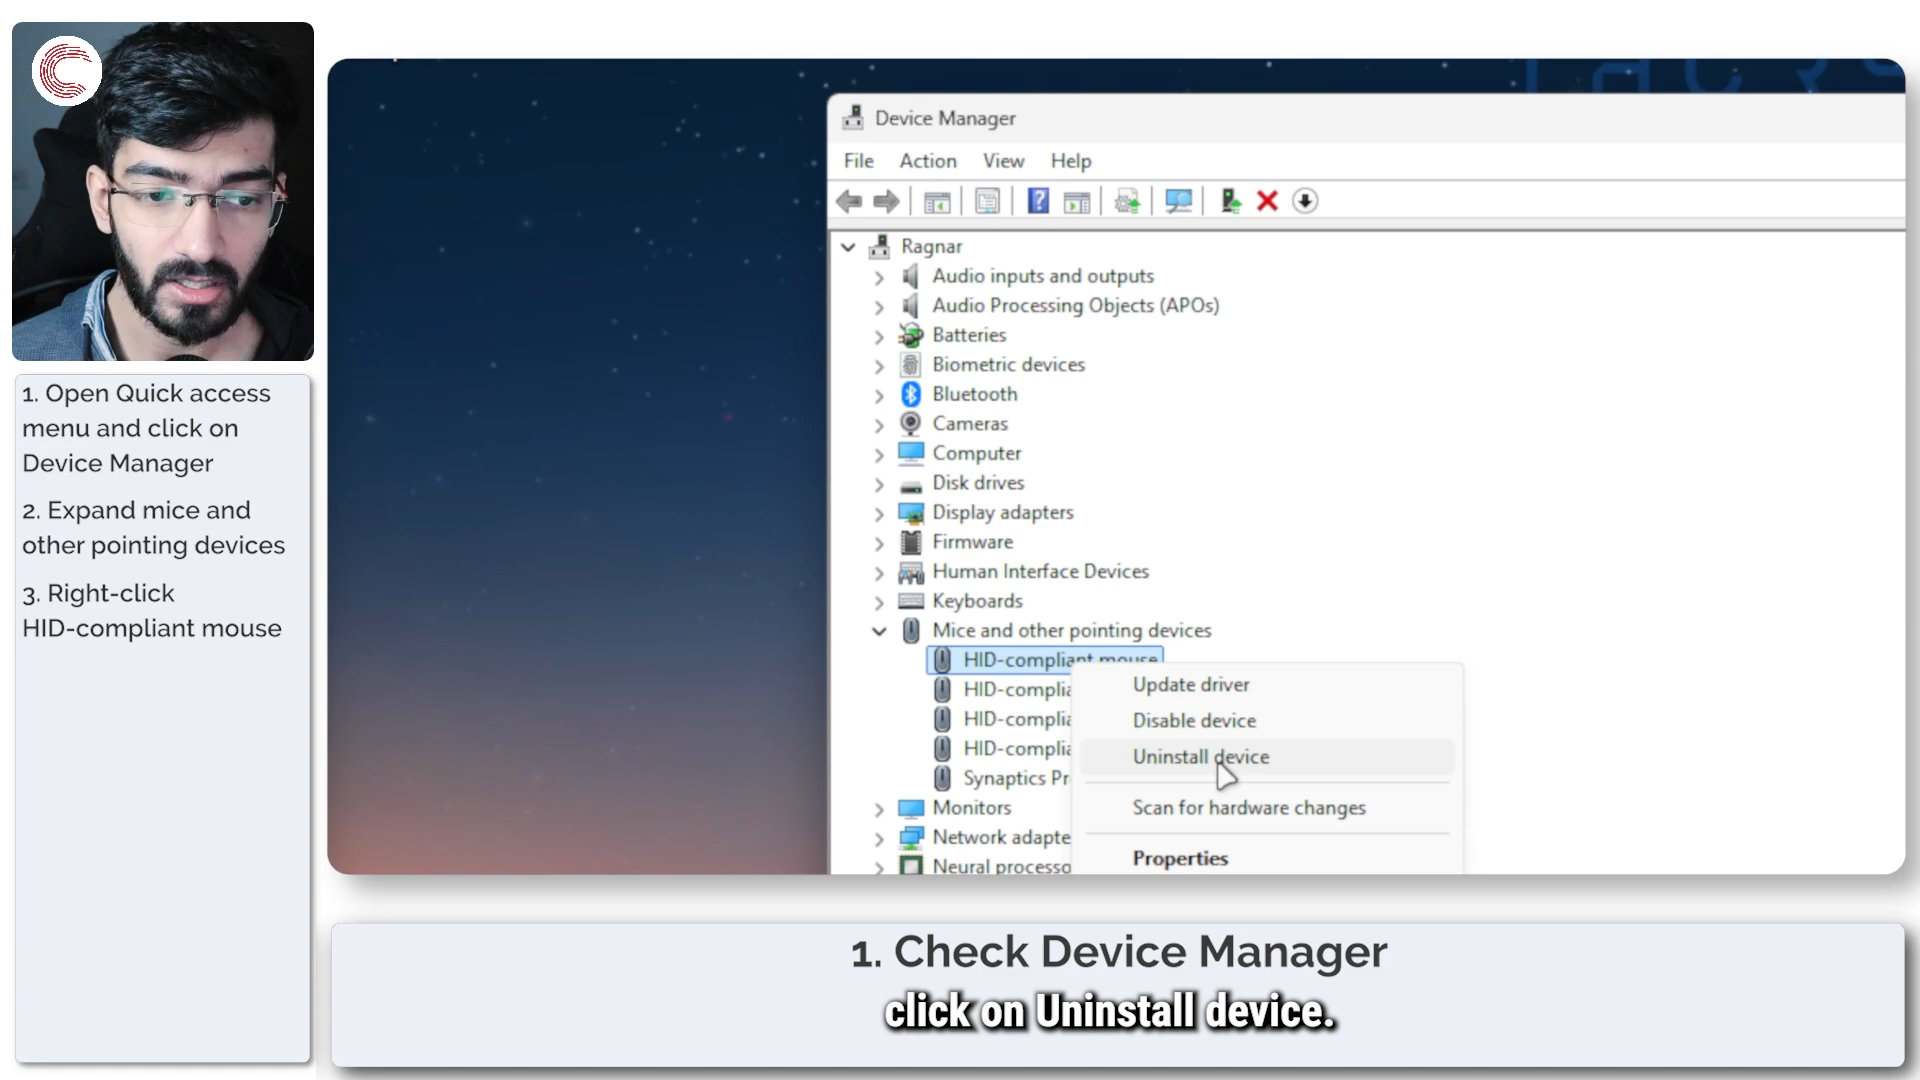 1. Open Quick access
menu and click on
Device Manager
2. Expand mice and
other pointing devices
3. Right-click
HID-compliant mouse
Device Manager
File Action View Help
Ragnar
Audio inputs and outputs
Audio Processing Objects (APOs)
Batteries
Biometric devices
Bluetooth
Cameras
Computer
Disk drives
Display adapters
Firmware
Human Interface Devices
Keyboards
Mice and other pointing devices
HID-compliant mouse
HID-complia
HID-complia
HID-complia
Synaptics Pr
Monitors
Network adapte
Neural processo
Update driver
Disable device
Uninstall device
Scan for hardware changes
Properties
1. Check Device Manager
click on Uninstall device.